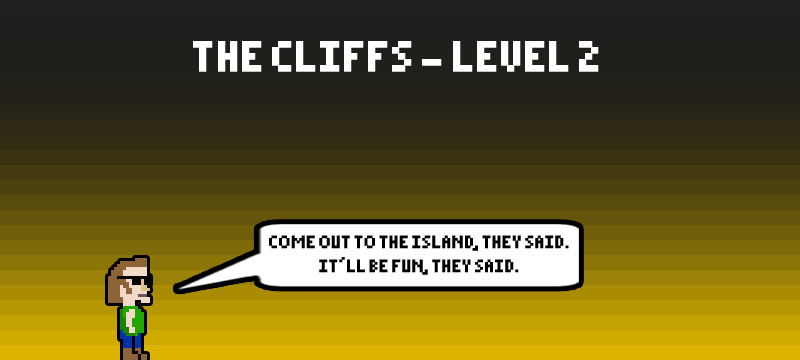 THE CLIFFS - LEVEL 2
COME OUT TO THE ISLAND, THEY SAID.
IT'LL BE FUN, THEY SAID.